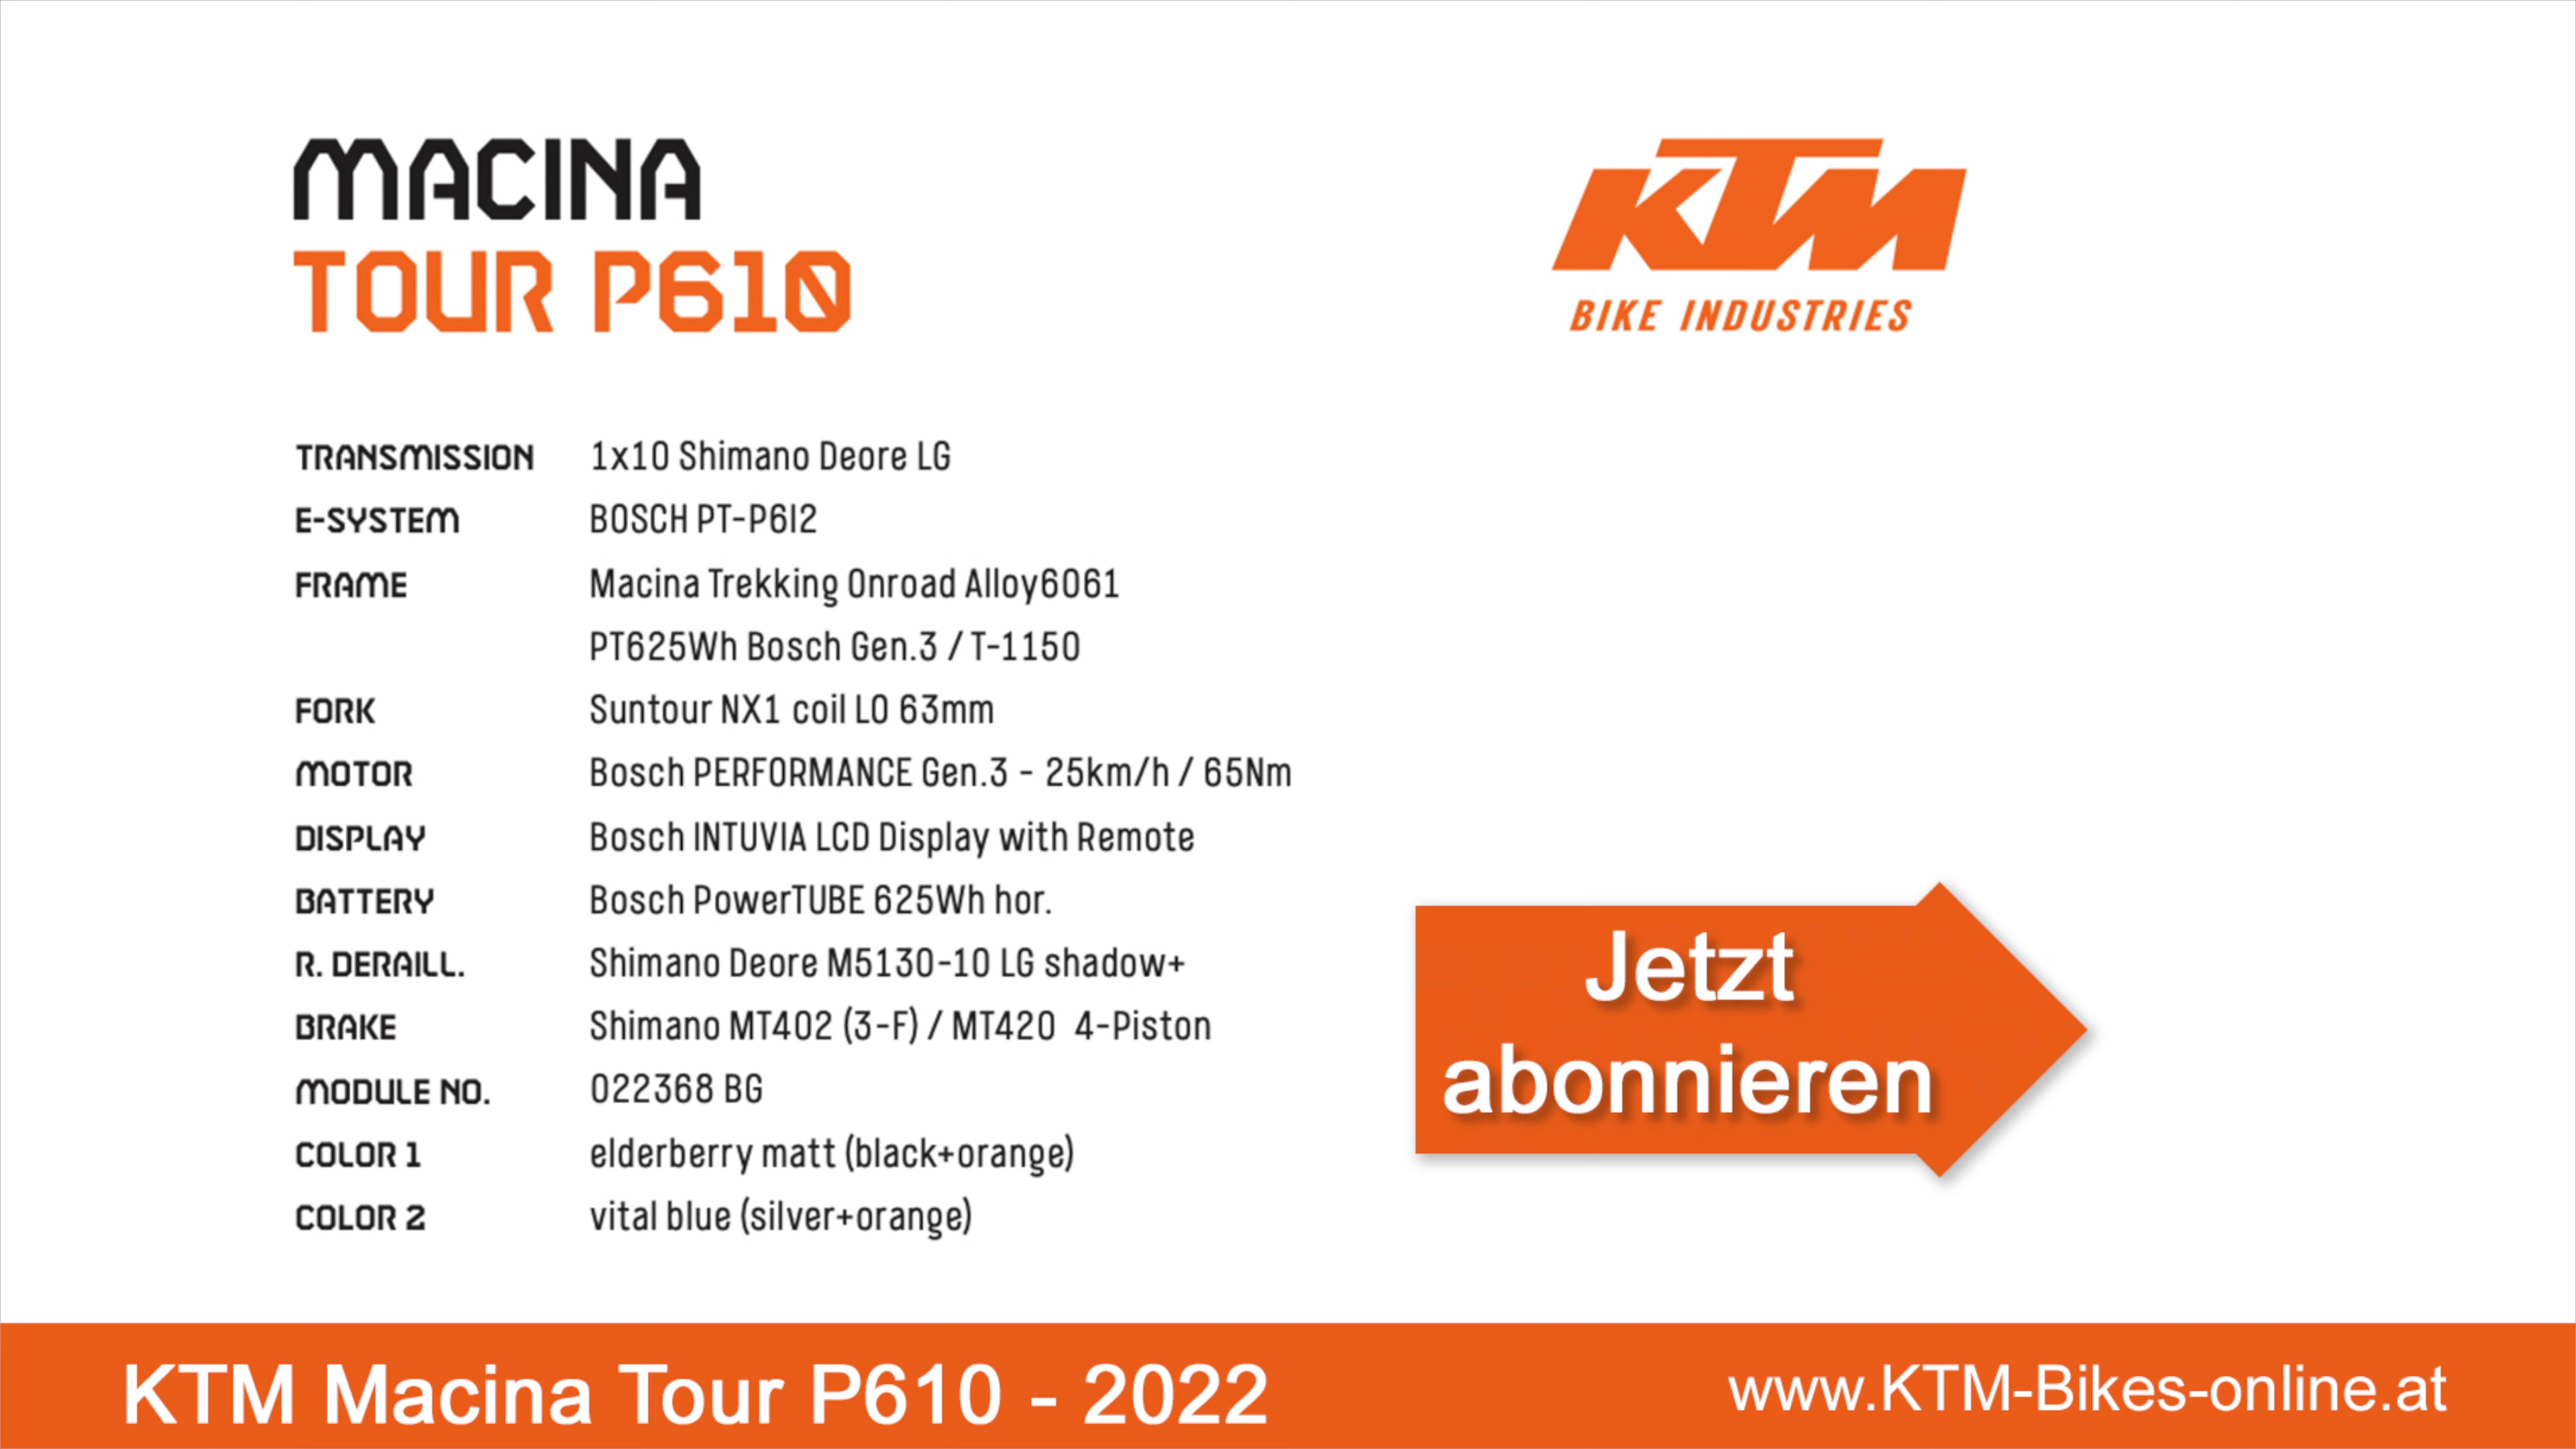 MACINA
TOUR P610
KTM
BIKE INDUSTRIES
TRANSMISSION 1x10 Shimano Deore LG
E-SYSTEM BOSCH PT-P6I2
FRAME Macina Trekking Onroad Alloy6061
PT625Wh Bosch Gen.3 / T-1150
FORK Suntour NX1 coil LO 63mm
MOTOR Bosch PERFORMANCE Gen.3 - 25km/h / 65Nm
DISPLAY Bosch INTUVIA LCD Display with Remote
BATTERY Bosch PowerTUBE 625Wh hor.
R. DERAILL. Shimano Deore M5130-10 LG shadow+
BRAKE Shimano MT402 (3-F) / MT420 4-Piston
MODULE NO. 022368 BG
COLOR 1 elderberry matt (black+orange)
COLOR 2 vital blue (silver+orange)
Jetzt
abonnieren
KTM Macina Tour P610 - 2022
www.KTM-Bikes-online.at